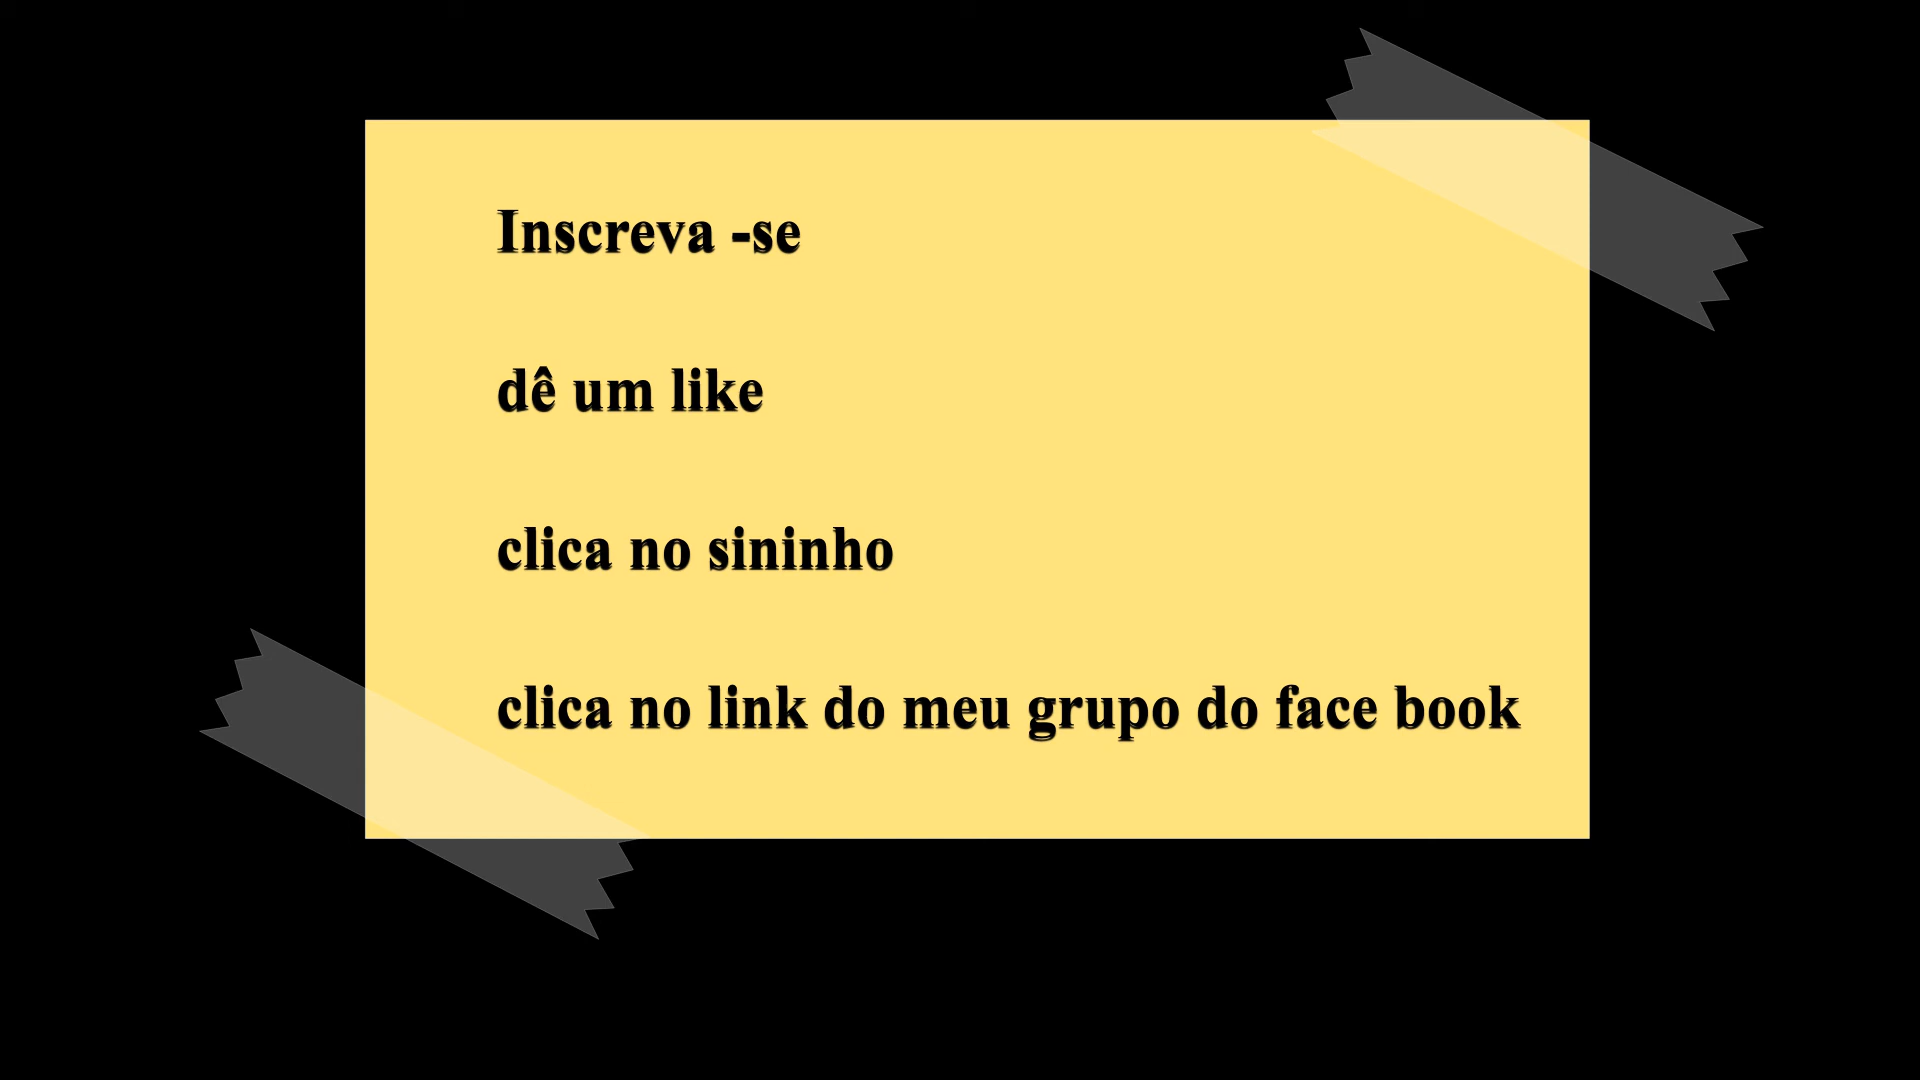 Inscreva -se
dê um like
clica no sininho
clica no link do meu grupo do face book